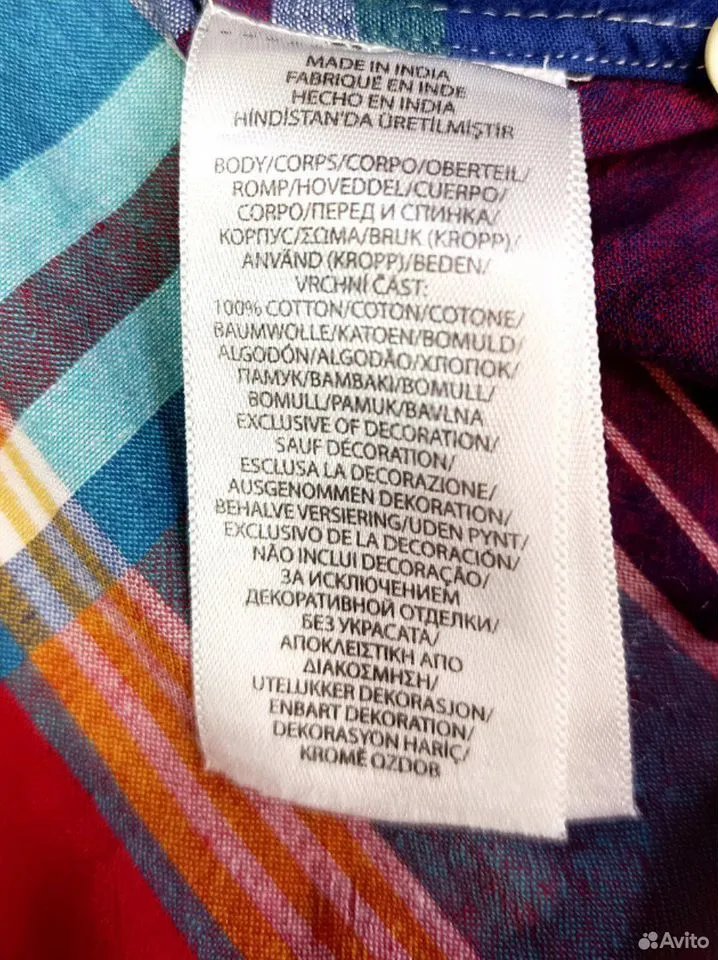 MADE IN INDIA
FABRIQUÉ EN INDE
HECHO EN INDIA
HİNDİSTAN'DA ÜRETİLMİŞTİR
BODY/CORPS/CORPO/OBERTEIL/
ROMP/HOVEDDEL/CUERPO/
CORPO/ПЕРЕД И СПИНКА/
КОРПУС/ΣΩΜΑ/BRUK (KROPP)/
ANVÄND (KROPP)/BEDEN/
VRCHNÍ ČÁST:
100% COTTON/COTON/COTONE/
BAUMWOLLE/KATOEN/BOMULD/
ALGODÓN/ALGODÃO/ХЛОПОК/
ПАМУК/BAMBAKI/BOMULL/
BOMULL/PAMUK/BAVLNA
EXCLUSIVE OF DECORATION/
SAUF DÉCORATION/
ESCLUSA LA DECORAZIONE/
AUSGENOMMEN DEKORATION/
BEHALVE VERSIERING/UDEN PYNT/
EXCLUSIVO DE LA DECORACIÓN/
NÃO INCLUI DECORAÇÃO/
ЗА ИСКЛЮЧЕНИЕМ
ДЕКОРАТИВНОЙ ОТДЕЛКИ/
БЕЗ УКРАСАТА/
ΑΠΟΚΛΕΙΣΤΙΚΗ ΑΠΟ
ΔΙΑΚΟΣΜΗΣΗ/
UTELUKKER DEKORASJON/
ENBART DEKORATION/
DEKORASYON HARİÇ/
KROMĚ OZDOB
Avito